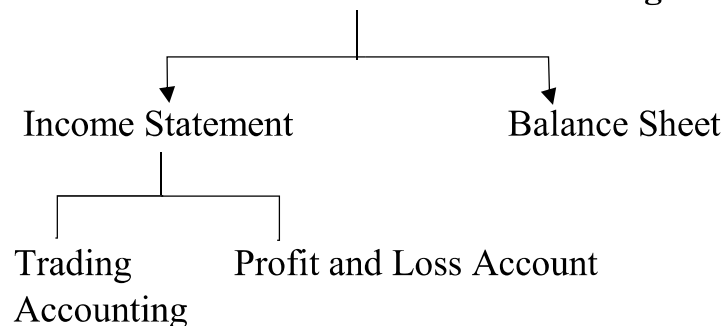 Income Statement
Balance Sheet
Trading
Accounting
Profit and Loss Account